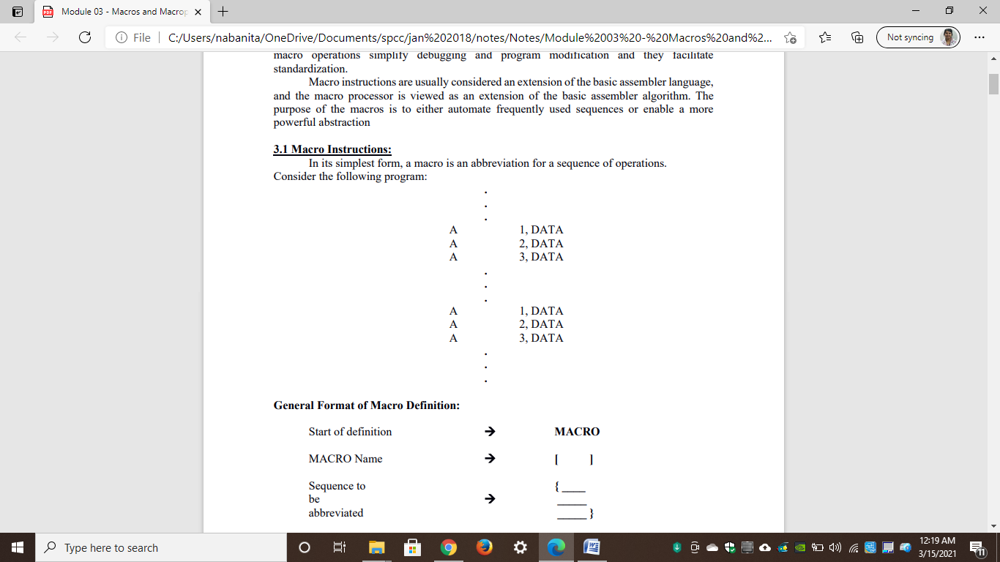 Module 03 - Macros and Macrop
File
C:/Users/nabanita/OneDrive/Documents/spcc/jan%202018/notes/Notes/Module%2003%20-%20Macros%20and%2...
Not syncing
macro operations simplify debugging and program modification and they facilitate
standardization.
Macro instructions are usually considered an extension of the basic assembler language,
and the macro processor is viewed as an extension of the basic assembler algorithm. The
purpose of the macros is to either automate frequently used sequences or enable a more
powerful abstraction
3.1 Macro Instructions:
In its simplest form, a macro is an abbreviation for a sequence of operations.
Consider the following program:
.
.
.
A 1, DATA
A 2, DATA
A 3, DATA
.
.
.
A 1, DATA
A 2, DATA
A 3, DATA
.
.
.
General Format of Macro Definition:
Start of definition → MACRO
MACRO Name → [ ]
Sequence to { ____
be → ____
abbreviated ____ }
Type here to search
12:19 AM
3/15/2021
11